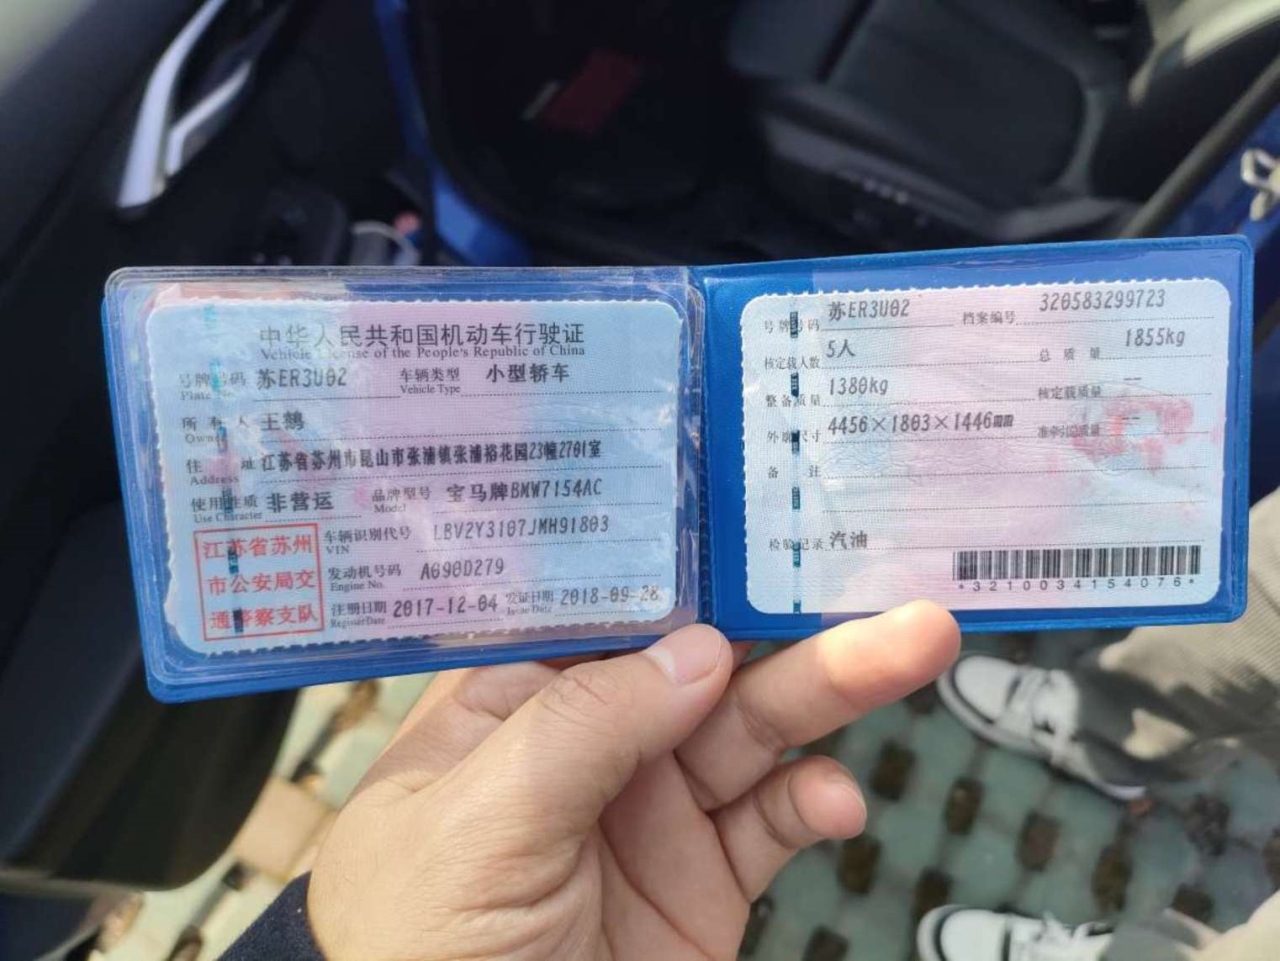 中华人民共和国机动车行驶证
Vehicle License of the People's Republic of China
号牌号码 苏ER3U02 车辆类型 小型轿车
Plate Vehicle Type
所有人 王鹤
Owner
住址 江苏省苏州市昆山市张浦镇张浦裕花园23幢2701室
Address
使用性质 非营运 品牌型号 宝马牌BMW7154AC
Use Character Model
江苏省苏州
市公安局交
通警察支队
车辆识别代号 LBV2Y3107JMH91803
VIN
发动机号码 A090D279
Engine No.
注册日期 2017-12-04 发证日期 2018-09-28
Register Date Issue Date
号牌号码 苏ER3U02 档案编号 320583299723
核定载人数 5人 总质量 1855kg
整备质量 1380kg 核定载质量 --
外廓尺寸 4456×1803×1446mm 准牵引总质量 --
备注
检验记录 汽油
*3210034154076*